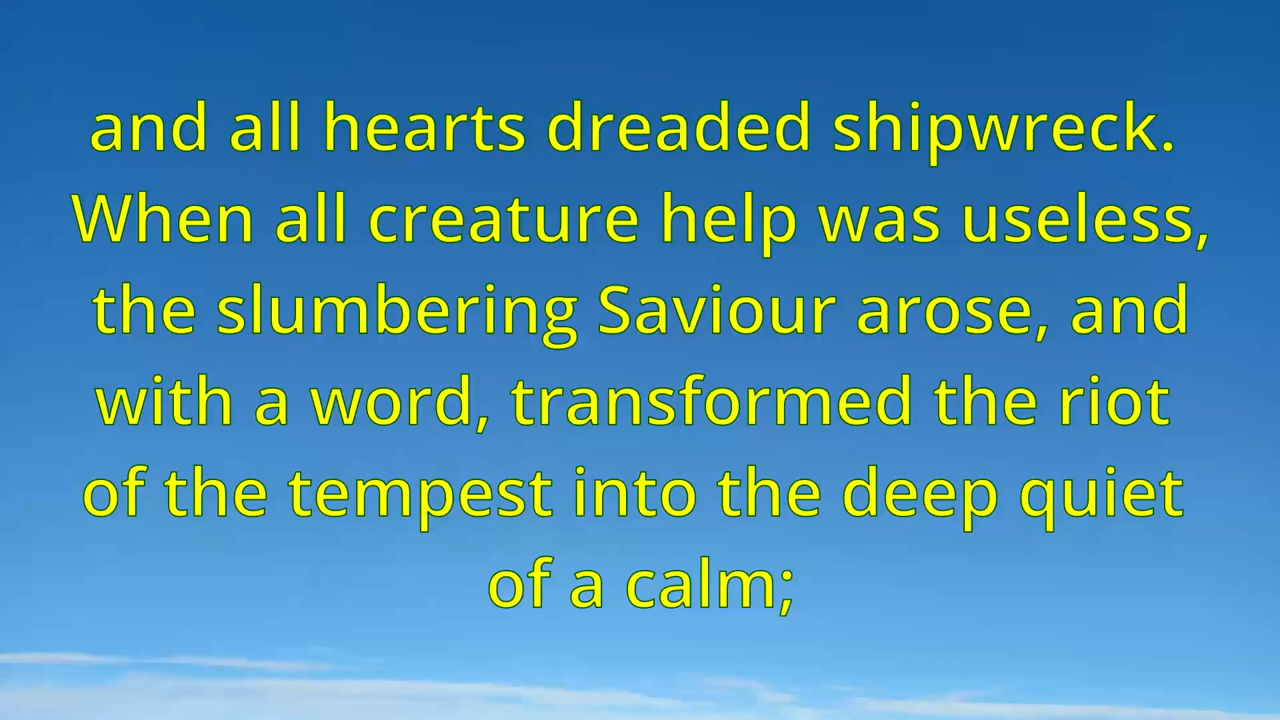 and all hearts dreaded shipwreck.
When all creature help was useless,
the slumbering Saviour arose, and
with a word, transformed the riot
of the tempest into the deep quiet
of a calm;